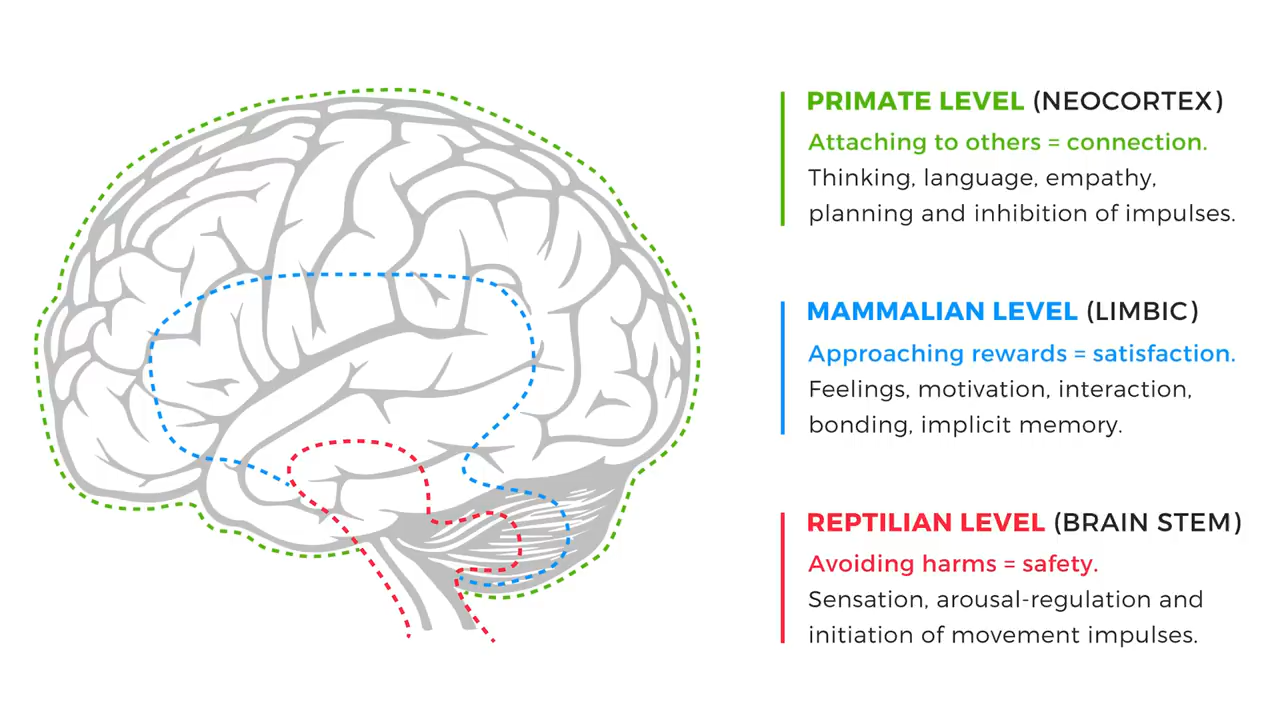 PRIMATE LEVEL (NEOCORTEX)
Attaching to others = connection.
Thinking, language, empathy,
planning and inhibition of impulses.
MAMMALIAN LEVEL (LIMBIC)
Approaching rewards = satisfaction.
Feelings, motivation, interaction,
bonding, implicit memory.
REPTILIAN LEVEL (BRAIN STEM)
Avoiding harms = safety.
Sensation, arousal-regulation and
initiation of movement impulses.